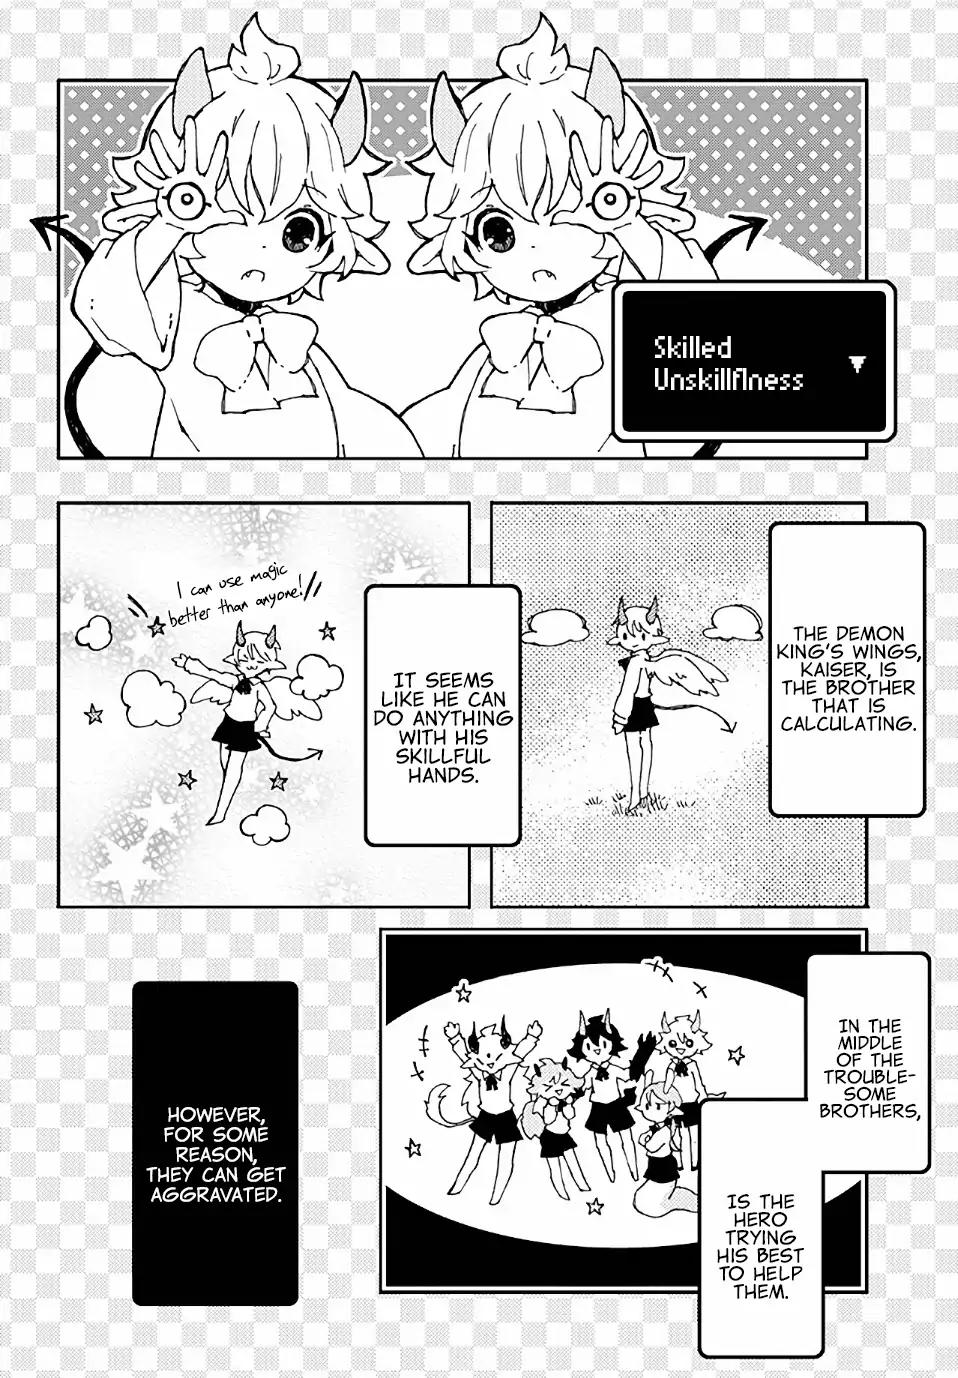 Skilled
Unskillflness
THE DEMON
KING'S WINGS,
KAISER, IS
THE BROTHER
THAT IS
CALCULATING.
I can use magic
better than anyone!
IT SEEMS
LIKE HE CAN
DO ANYTHING
WITH HIS
SKILLFUL
HANDS.
IN THE
MIDDLE
OF THE
TROUBLE-
SOME
BROTHERS,
IS THE
HERO
TRYING
HIS BEST
TO HELP
THEM.
HOWEVER,
FOR SOME
REASON,
THEY CAN GET
AGGRAVATED.